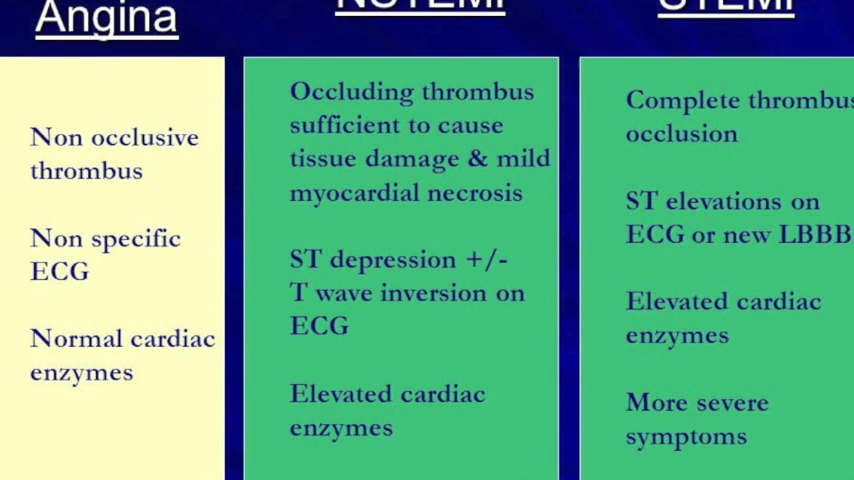 Angina
NSTEMI
STEMI
Non occlusive
thrombus
Non specific
ECG
Normal cardiac
enzymes
Occluding thrombus
sufficient to cause
tissue damage & mild
myocardial necrosis
ST depression +/-
T wave inversion on
ECG
Elevated cardiac
enzymes
Complete thrombus
occlusion
ST elevations on
ECG or new LBBB
Elevated cardiac
enzymes
More severe
symptoms